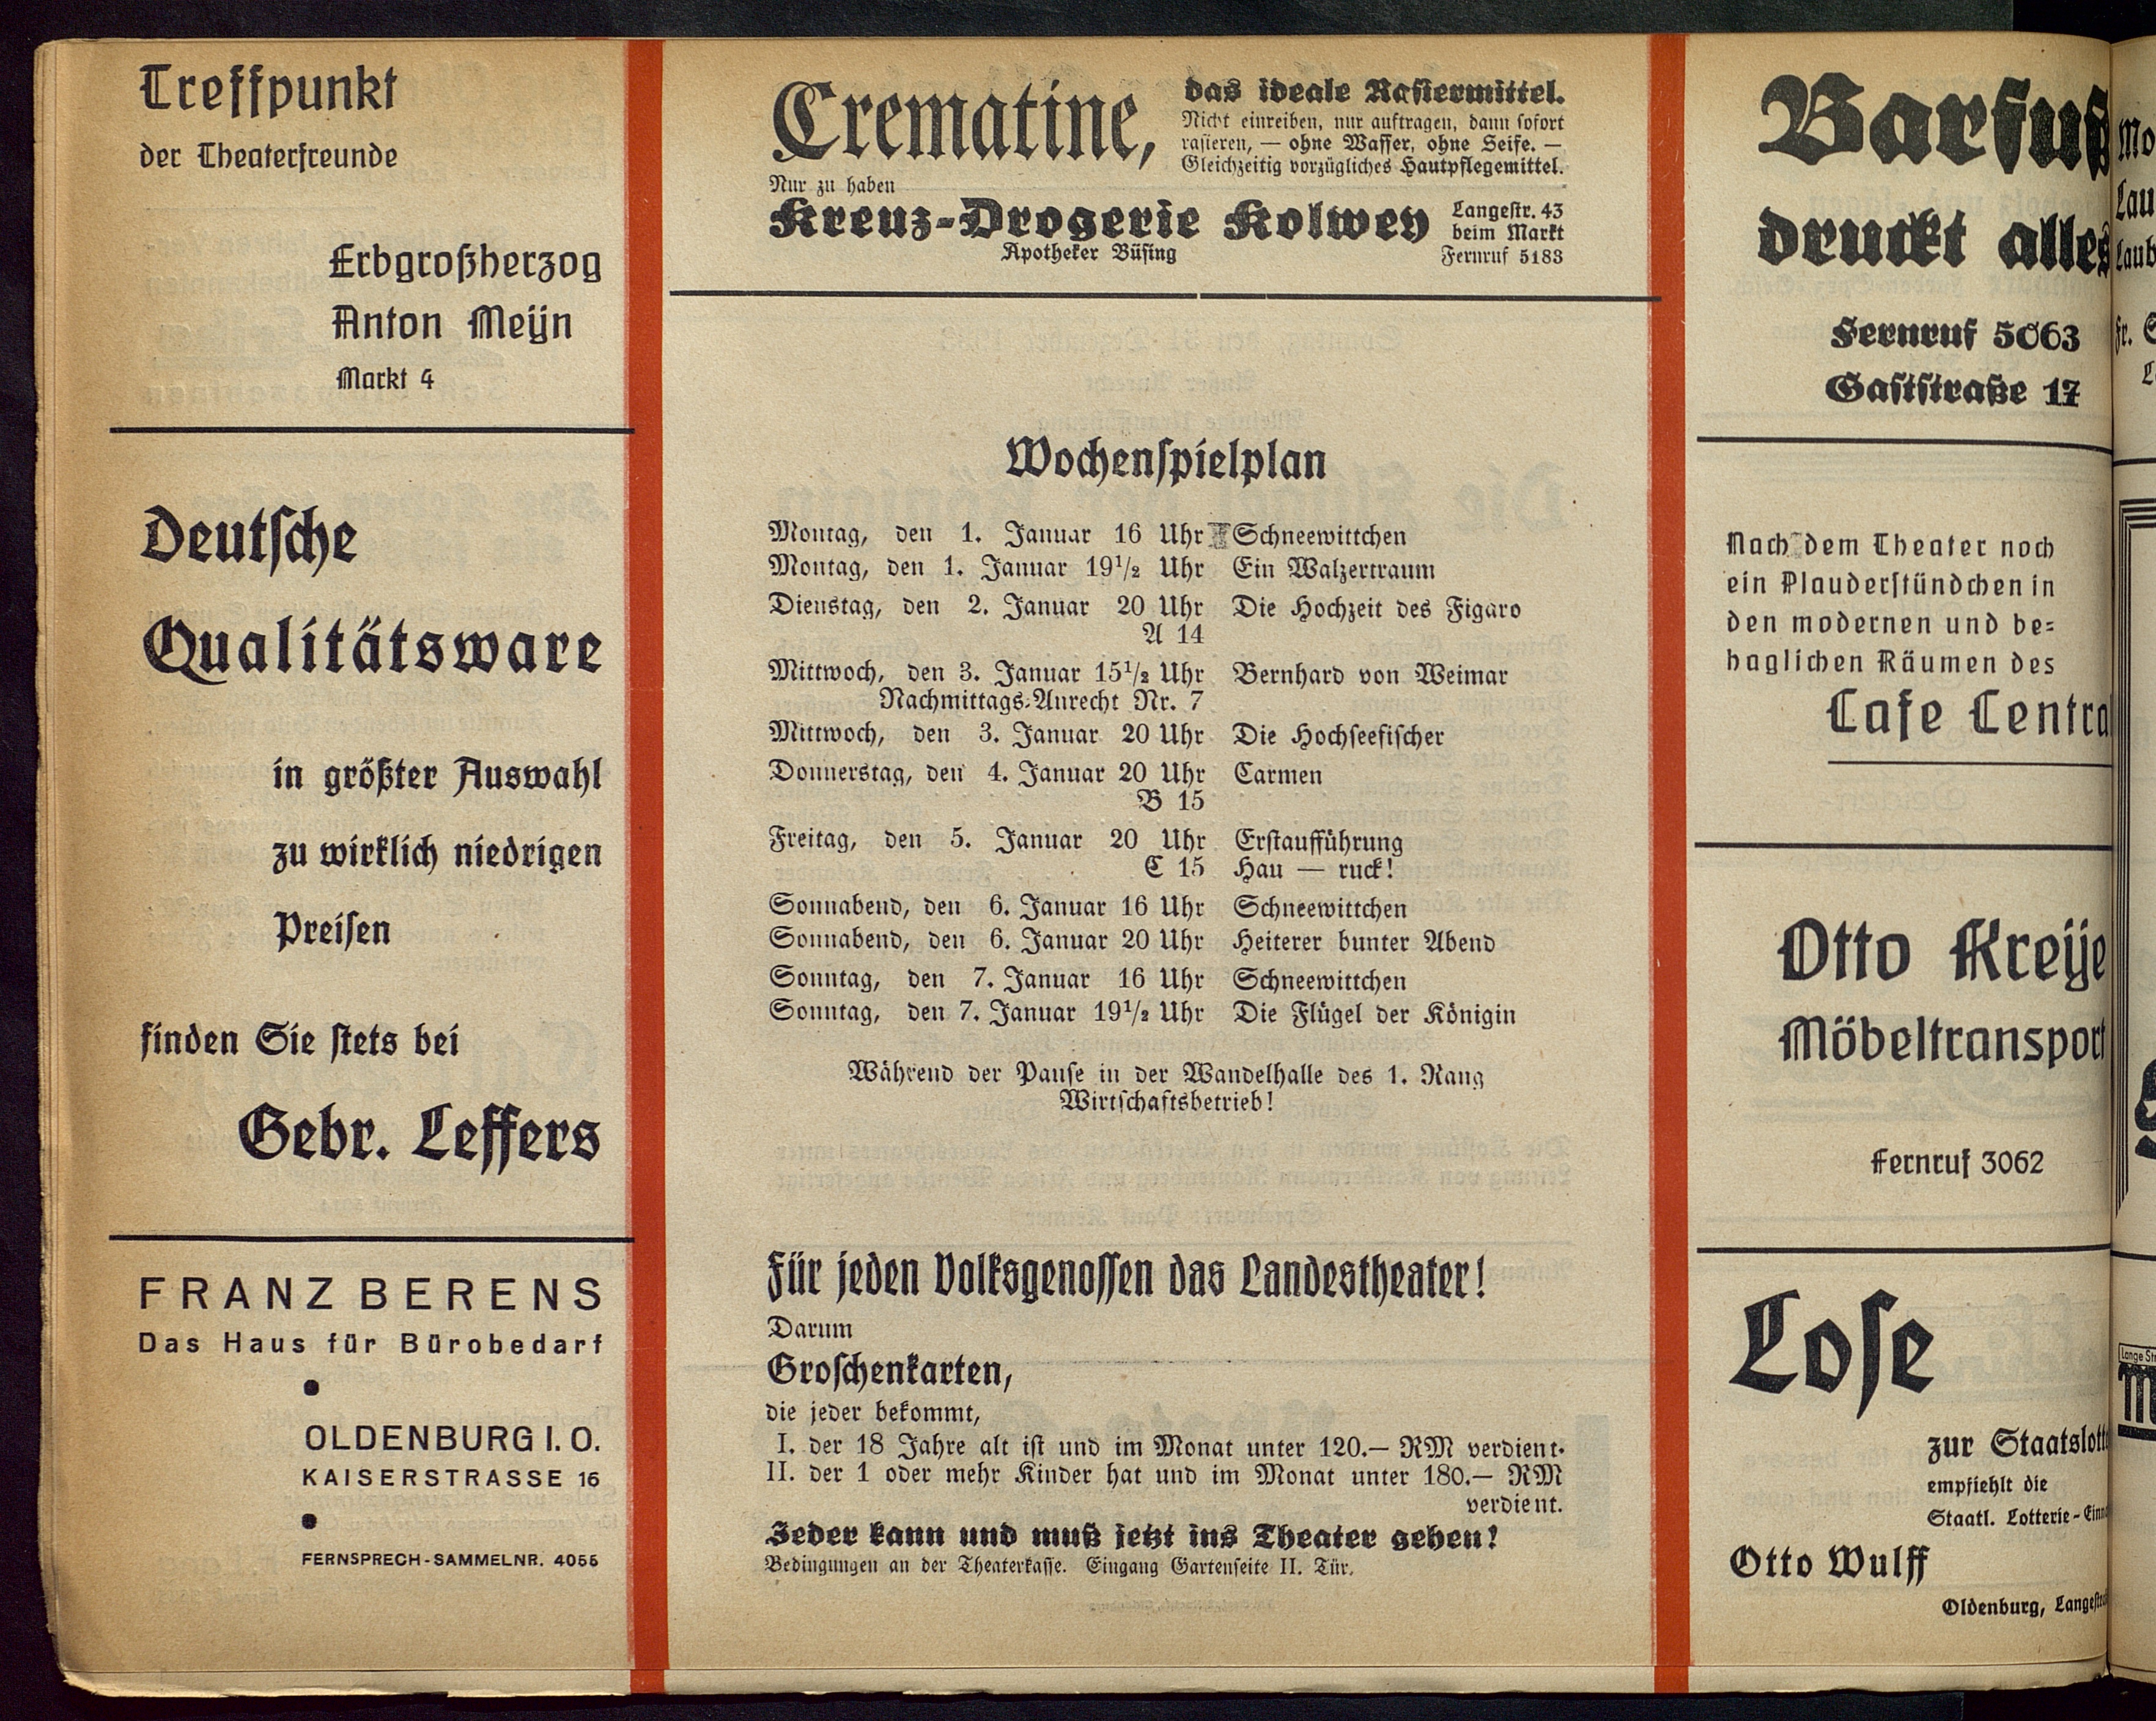 Treffpunkt
der Theaterfreunde
Erbgroßherzog
Anton Meijn
Markt 4
Deutsche
Qualitätsware
in größter Auswahl
zu wirklich niedrigen
Preisen
finden Sie stets bei
Gebr. Leffers
FRANZ BERENS
Das Haus für Bürobedarf
OLDENBURG I. O.
KAISERSTRASSE 16
FERNSPRECH-SAMMELNR. 4055
Crematine,
das ideale Rasiermittel.
Nicht einreiben, nur auftragen, dann sofort
rasieren, — ohne Wasser, ohne Seife. —
Gleichzeitig vorzügliches Hautpflegemittel.
Nur zu haben
Kreuz-Drogerie Kolwey
Apotheker Büsing
Langestr. 43
beim Markt
Fernruf 5183
Wochenspielplan
Montag, den 1. Januar 16 Uhr Schneewittchen
Montag, den 1. Januar 19½ Uhr Ein Walzertraum
Dienstag, den 2. Januar 20 Uhr Die Hochzeit des Figaro
A 14
Mittwoch, den 3. Januar 15½ Uhr Bernhard von Weimar
Nachmittags-Anrecht Nr. 7
Mittwoch, den 3. Januar 20 Uhr Die Hochseefischer
Donnerstag, den 4. Januar 20 Uhr Carmen
B 15
Freitag, den 5. Januar 20 Uhr Erstaufführung
C 15 Hau — ruck!
Sonnabend, den 6. Januar 16 Uhr Schneewittchen
Sonnabend, den 6. Januar 20 Uhr Heiterer bunter Abend
Sonntag, den 7. Januar 16 Uhr Schneewittchen
Sonntag, den 7. Januar 19½ Uhr Die Flügel der Königin
Während der Pause in der Wandelhalle des 1. Rang
Wirtschaftsbetrieb!
Für jeden Volksgenossen das Landestheater!
Darum
Groschenkarten,
die jeder bekommt,
I. der 18 Jahre alt ist und im Monat unter 120.— RM verdient.
II. der 1 oder mehr Kinder hat und im Monat unter 180.— RM
verdient.
Jeder kann und muß jetzt ins Theater gehen!
Bedingungen an der Theaterkasse. Eingang Gartenseite II. Tür.
Barfuß
druckt alles
Fernruf 5063
Gaststraße 17
Nach dem Theater noch
ein Plauderstündchen in
den modernen und be-
haglichen Räumen des
Cafe Centra
Otto Kreije
Möbeltransport
Fernruf 3062
Lose
zur Staatslott
empfiehlt die
Staatl. Lotterie-Einn
Otto Wulff
Oldenburg, Langestr